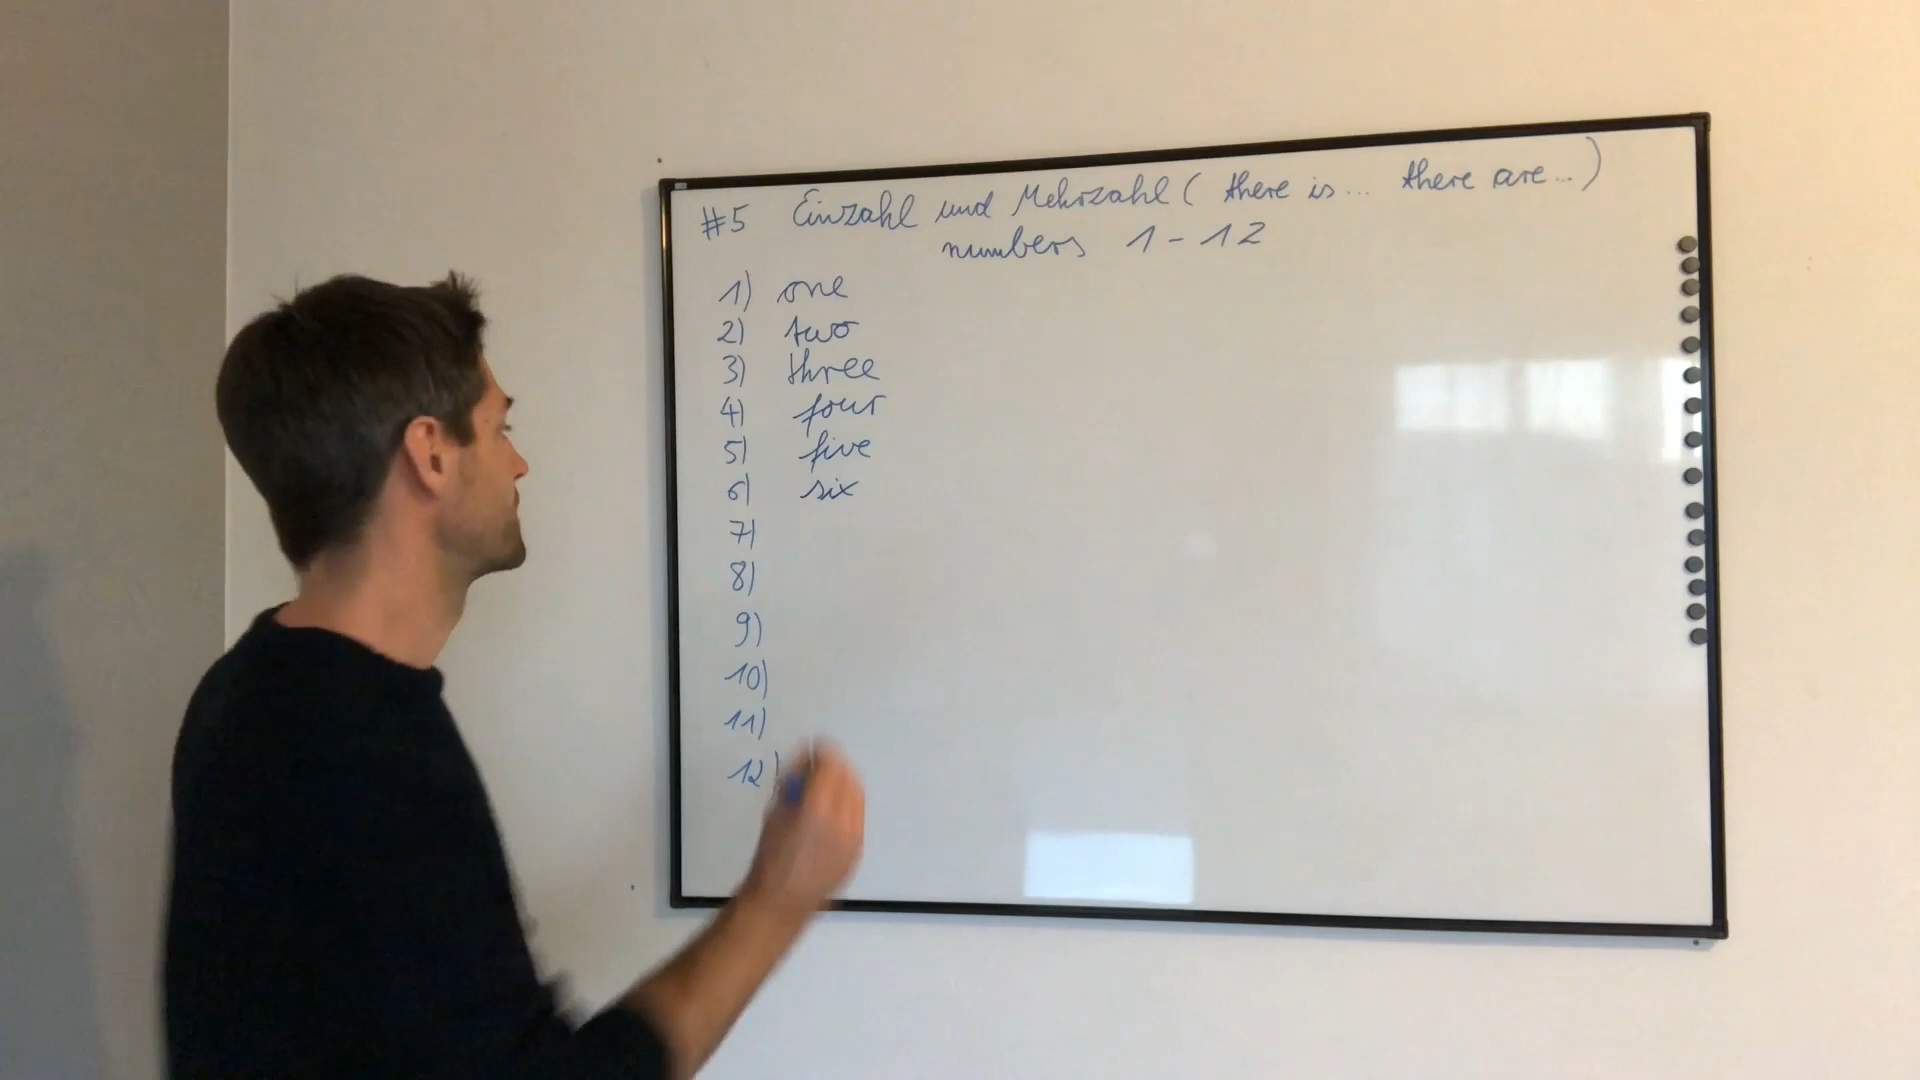 #5 Einzahl und Mehrzahl ( there is ... there are ... )
numbers 1 - 12
1) one
2) two
3) three
4) four
5) five
6) six
7)
8)
9)
10)
11)
12)